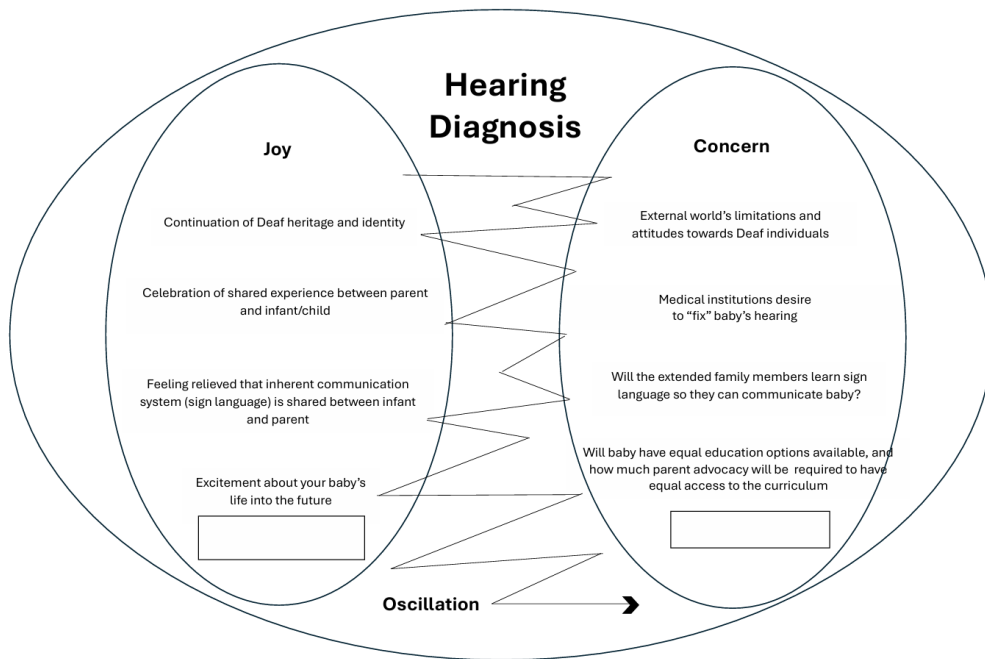 Hearing
Diagnosis
Joy
Continuation of Deaf heritage and identity
Celebration of shared experience between parent
and infant/child
Feeling relieved that inherent communication
system (sign language) is shared between infant
and parent
Excitement about your baby's
life into the future
Concern
External world's limitations and
attitudes towards Deaf individuals
Medical institutions desire
to "fix" baby's hearing
Will the extended family members learn sign
language so they can communicate baby?
Will baby have equal education options available, and
how much parent advocacy will be required to have
equal access to the curriculum
Oscillation